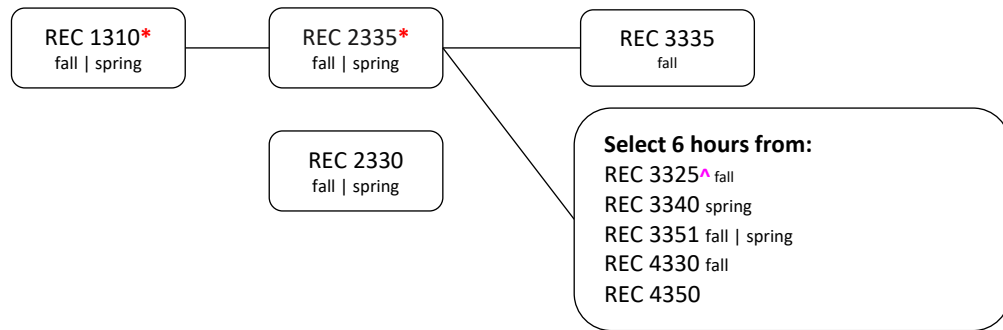 REC 1310*
fall | spring
REC 2335*
fall | spring
REC 3335
fall
REC 2330
fall | spring
Select 6 hours from:
REC 3325^ fall
REC 3340 spring
REC 3351 fall | spring
REC 4330 fall
REC 4350